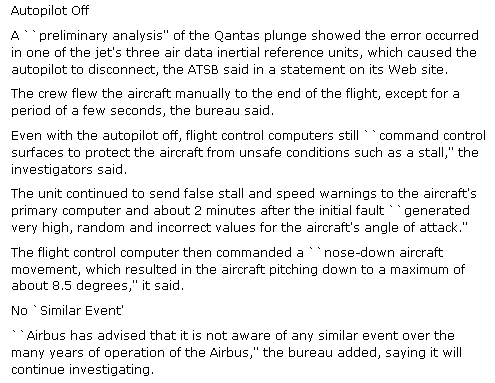 Autopilot Off
A ``preliminary analysis'' of the Qantas plunge showed the error occurred
in one of the jet's three air data inertial reference units, which caused the
autopilot to disconnect, the ATSB said in a statement on its Web site.
The crew flew the aircraft manually to the end of the flight, except for a
period of a few seconds, the bureau said.
Even with the autopilot off, flight control computers still ``command control
surfaces to protect the aircraft from unsafe conditions such as a stall,'' the
investigators said.
The unit continued to send false stall and speed warnings to the aircraft's
primary computer and about 2 minutes after the initial fault ``generated
very high, random and incorrect values for the aircraft's angle of attack.''
The flight control computer then commanded a ``nose-down aircraft
movement, which resulted in the aircraft pitching down to a maximum of
about 8.5 degrees,'' it said.
No `Similar Event'
``Airbus has advised that it is not aware of any similar event over the
many years of operation of the Airbus,'' the bureau added, saying it will
continue investigating.